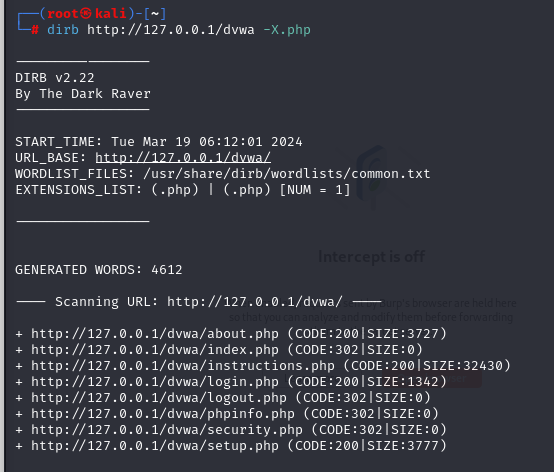 ┌──(root㉿kali)-[~]
└─# dirb http://127.0.0.1/dvwa -X.php
-----------------
DIRB v2.22
By The Dark Raver
-----------------
START_TIME: Tue Mar 19 06:12:01 2024
URL_BASE: http://127.0.0.1/dvwa/
WORDLIST_FILES: /usr/share/dirb/wordlists/common.txt
EXTENSIONS_LIST: (.php) | (.php) [NUM = 1]
-----------------
Intercept is off
GENERATED WORDS: 4612
---- Scanning URL: http://127.0.0.1/dvwa/ ----
by Burp's browser are held here
so that you can analyze and modify them before forwarding
+ http://127.0.0.1/dvwa/about.php (CODE:200|SIZE:3727)
+ http://127.0.0.1/dvwa/index.php (CODE:302|SIZE:0)
+ http://127.0.0.1/dvwa/instructions.php (CODE:200|SIZE:32430)
+ http://127.0.0.1/dvwa/login.php (CODE:200|SIZE:1342)
+ http://127.0.0.1/dvwa/logout.php (CODE:302|SIZE:0)
+ http://127.0.0.1/dvwa/phpinfo.php (CODE:302|SIZE:0)
+ http://127.0.0.1/dvwa/security.php (CODE:302|SIZE:0)
+ http://127.0.0.1/dvwa/setup.php (CODE:200|SIZE:3777)